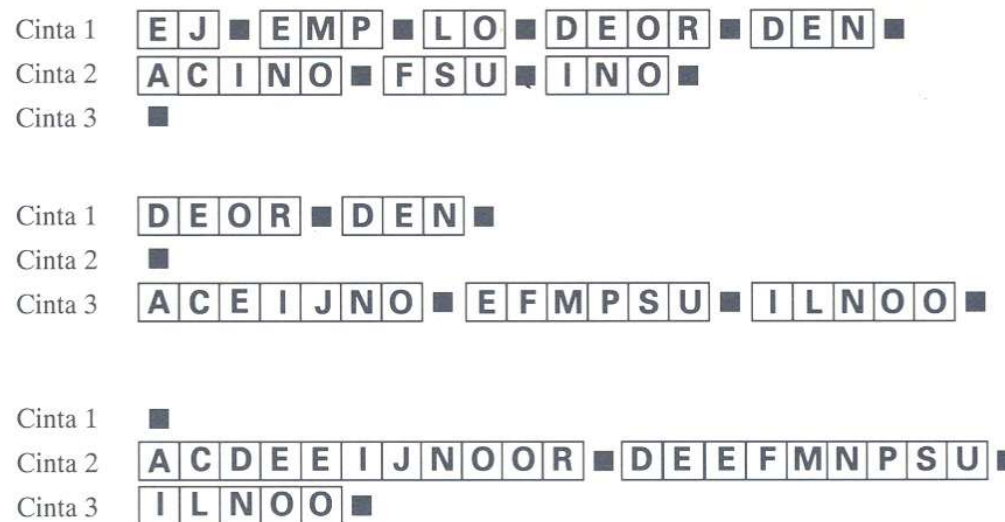 Cinta 1 E J ■ E M P ■ L O ■ D E O R ■ D E N ■
Cinta 2 A C I N O ■ F S U ■ I N O ■
Cinta 3 ■
Cinta 1 D E O R ■ D E N ■
Cinta 2 ■
Cinta 3 A C E I J N O ■ E F M P S U ■ I L N O O ■
Cinta 1 ■
Cinta 2 A C D E E I J N O O R ■ D E E F M N P S U ■
Cinta 3 I L N O O ■